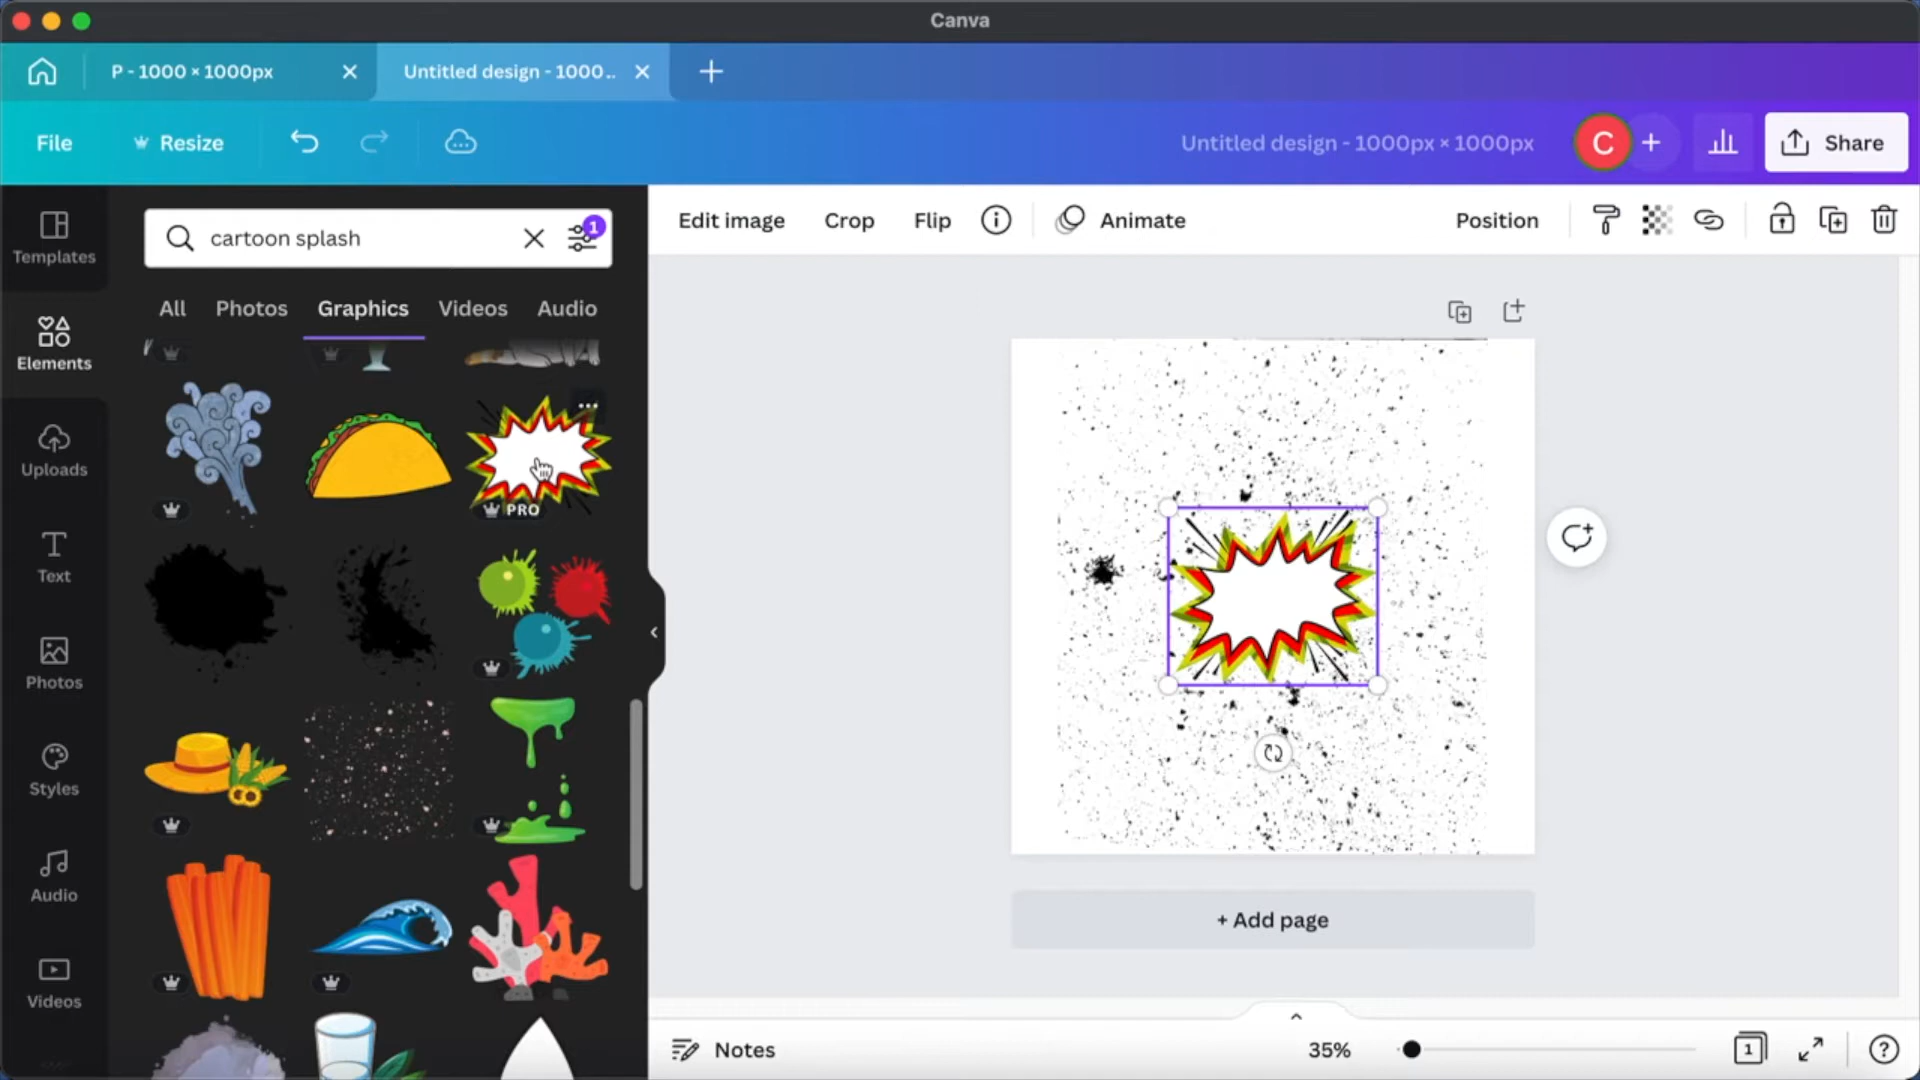 Canva
P - 1000 × 1000px
Untitled design - 1000..
File
Resize
Untitled design - 1000px × 1000px
C
Share
Templates
Elements
Uploads
Text
Photos
Styles
Audio
Videos
cartoon splash
1
All
Photos
Graphics
Videos
Audio
PRO
Edit image
Crop
Flip
Animate
Position
+ Add page
Notes
35%
1